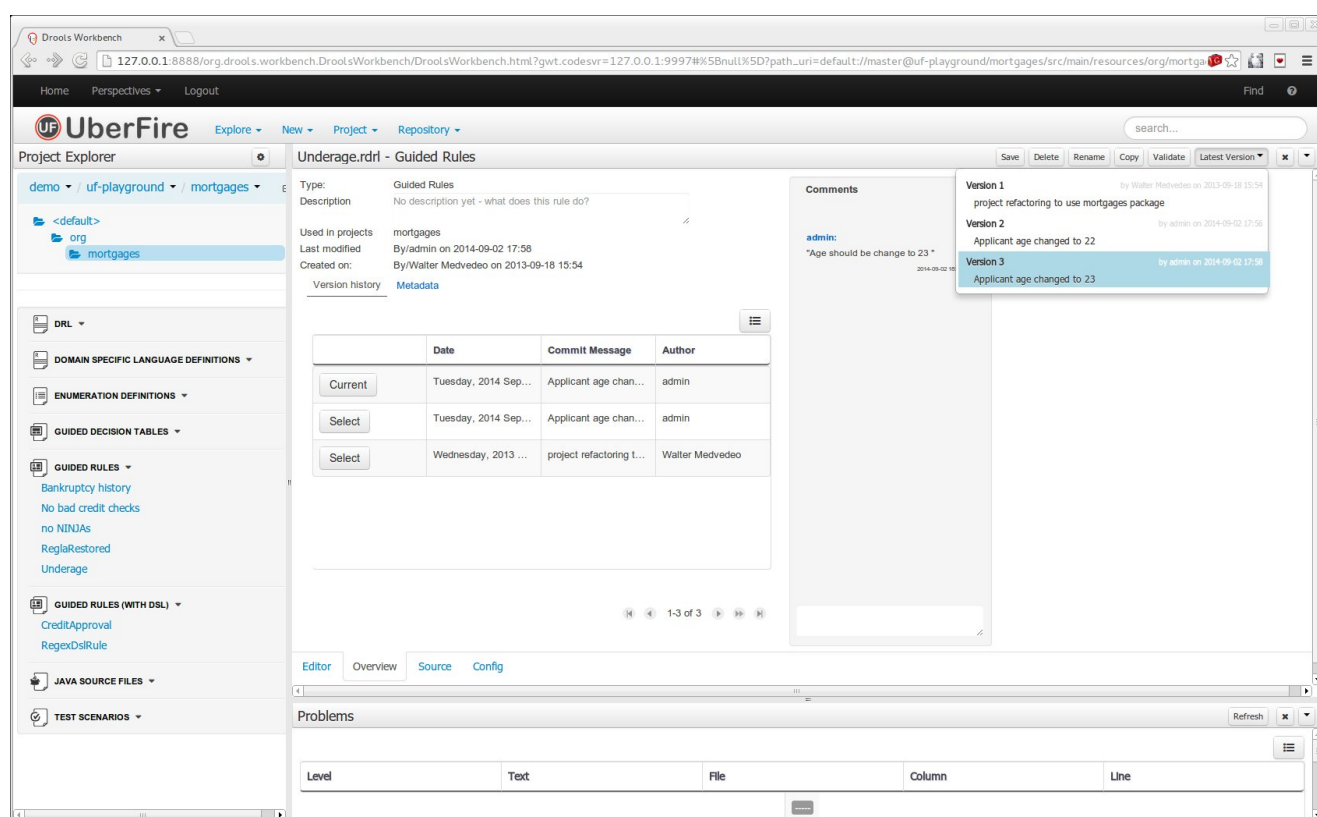 Drools Workbench
127.0.0.1:8888/org.drools.workbench.DroolsWorkbench/DroolsWorkbench.html?gwt.codesvr=127.0.0.1:9997#%5Bnull%5D?path_uri=default://master@uf-playground/mortgages/src/main/resources/org/mortga
Home Perspectives Logout Find
UF UberFire Explore New Project Repository search...
Project Explorer
demo / uf-playground / mortgages
<default>
org
mortgages
DRL
DOMAIN SPECIFIC LANGUAGE DEFINITIONS
ENUMERATION DEFINITIONS
GUIDED DECISION TABLES
GUIDED RULES
Bankruptcy history
No bad credit checks
no NINJAs
ReglaRestored
Underage
GUIDED RULES (WITH DSL)
CreditApproval
RegexDslRule
JAVA SOURCE FILES
TEST SCENARIOS
Underage.rdrl - Guided Rules Save Delete Rename Copy Validate Latest Version
Type: Guided Rules
Description No description yet - what does this rule do?
Used in projects mortgages
Last modified By/admin on 2014-09-02 17:58
Created on: By/Walter Medvedeo on 2013-09-18 15:54
Version history Metadata
Date Commit Message Author
Current Tuesday, 2014 Sep... Applicant age chan... admin
Select Tuesday, 2014 Sep... Applicant age chan... admin
Select Wednesday, 2013 ... project refactoring t... Walter Medvedeo
1-3 of 3
Comments
admin:
"Age should be change to 23 "
2014-09-02 18
Version 1 by Walter Medvedeo on 2013-09-18 15:54
project refactoring to use mortgages package
Version 2 by admin on 2014-09-02 17:56
Applicant age changed to 22
Version 3 by admin on 2014-09-02 17:58
Applicant age changed to 23
Editor Overview Source Config
Problems Refresh
Level Text File Column Line